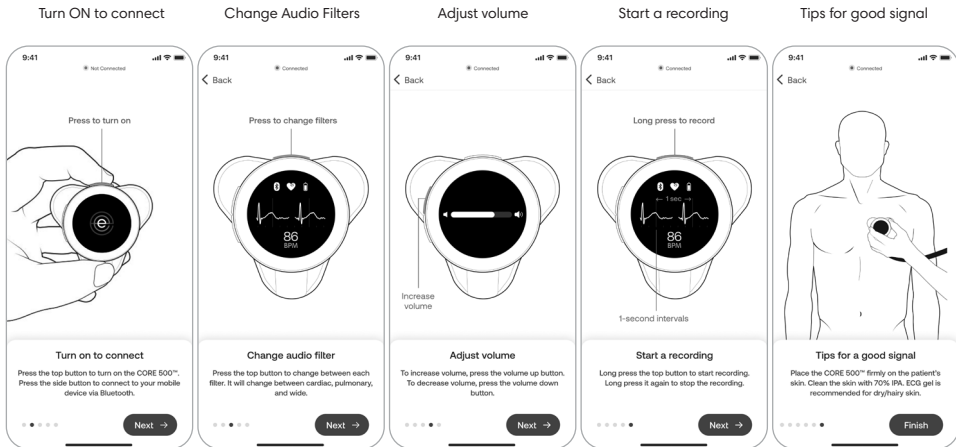 Turn ON to connect
Change Audio Filters
Adjust volume
Start a recording
Tips for good signal
9:41
Not Connected
Press to turn on
e
Turn on to connect
Press the top button to turn on the CORE 500™.
Press the side button to connect to your mobile
device via Bluetooth.
Next →
9:41
Connected
Back
Press to change filters
86
BPM
Change audio filter
Press the top button to change between each
filter. It will change between cardiac, pulmonary,
and wide.
Next →
9:41
Connected
Back
Increase
volume
Adjust volume
To increase volume, press the volume up button.
To decrease volume, press the volume down
button.
Next →
9:41
Connected
Back
Long press to record
← 1 sec →
86
BPM
1-second intervals
Start a recording
Long press the top button to start recording.
Long press it again to stop the recording.
Next →
9:41
Connected
Back
Tips for a good signal
Place the CORE 500™ firmly on the patient's
skin. Clean the skin with 70% IPA. ECG gel is
recommended for dry/hairy skin.
Finish